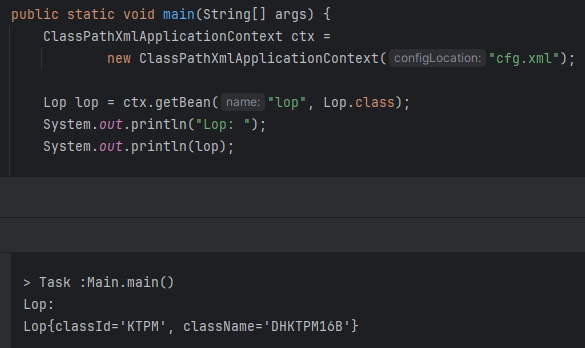 public static void main(String[] args) {
ClassPathXmlApplicationContext ctx =
new ClassPathXmlApplicationContext( configLocation: "cfg.xml");
Lop lop = ctx.getBean( name: "lop", Lop.class);
System.out.println("Lop: ");
System.out.println(lop);
> Task :Main.main()
Lop:
Lop{classId='KTPM', className='DHKTPM16B'}